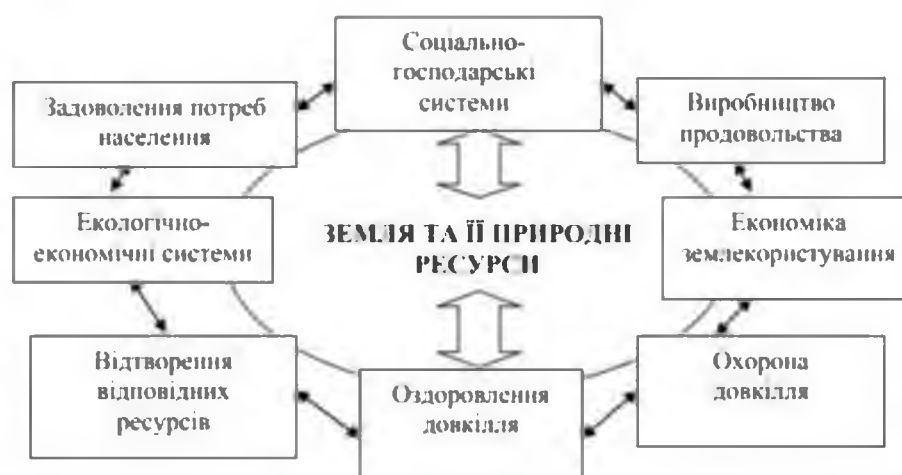 Соціально-
господарські
системи
Задоволення потреб
населення
Виробництво
продовольства
Екологічно-
економічні системи
ЗЕМЛЯ ТА ЇЇ ПРИРОДНІ
РЕСУРСИ
Економіка
землекористування
Відтворення
відповідних
ресурсів
Оздоровлення
довкілля
Охорона
довкілля